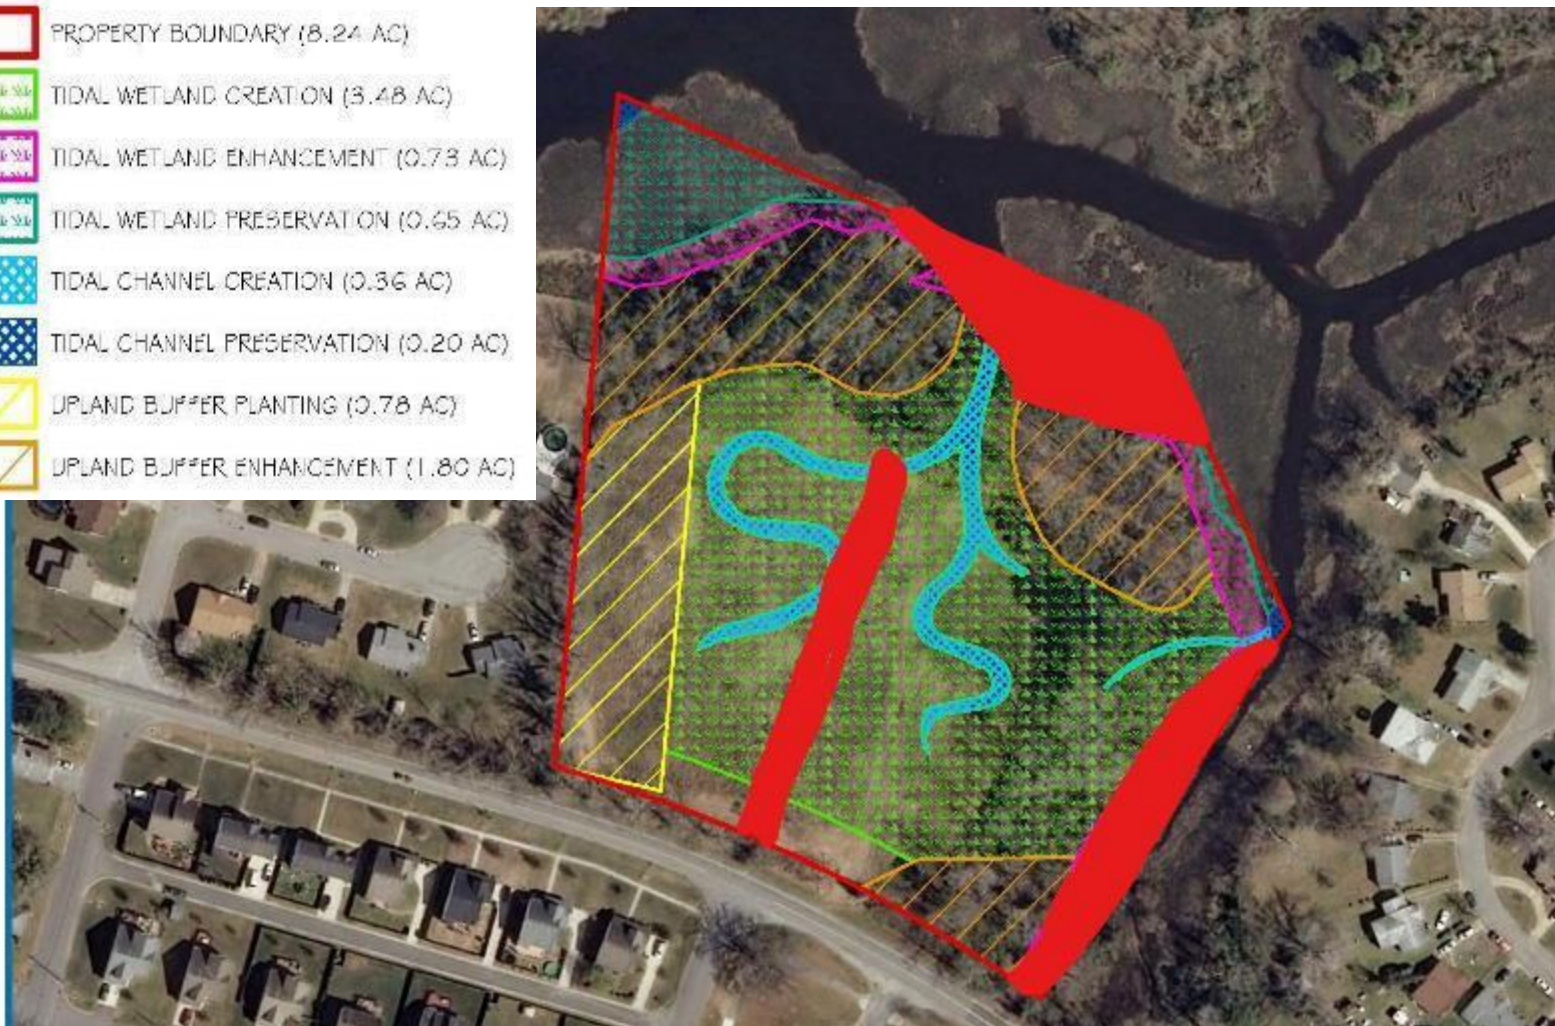 PROPERTY BOUNDARY (8.24 AC)
TIDAL WETLAND CREATION (3.48 AC)
TIDAL WETLAND ENHANCEMENT (0.73 AC)
TIDAL WETLAND PRESERVATION (0.65 AC)
TIDAL CHANNEL CREATION (0.36 AC)
TIDAL CHANNEL PRESERVATION (0.20 AC)
UPLAND BUFFER PLANTING (0.78 AC)
UPLAND BUFFER ENHANCEMENT (1.80 AC)